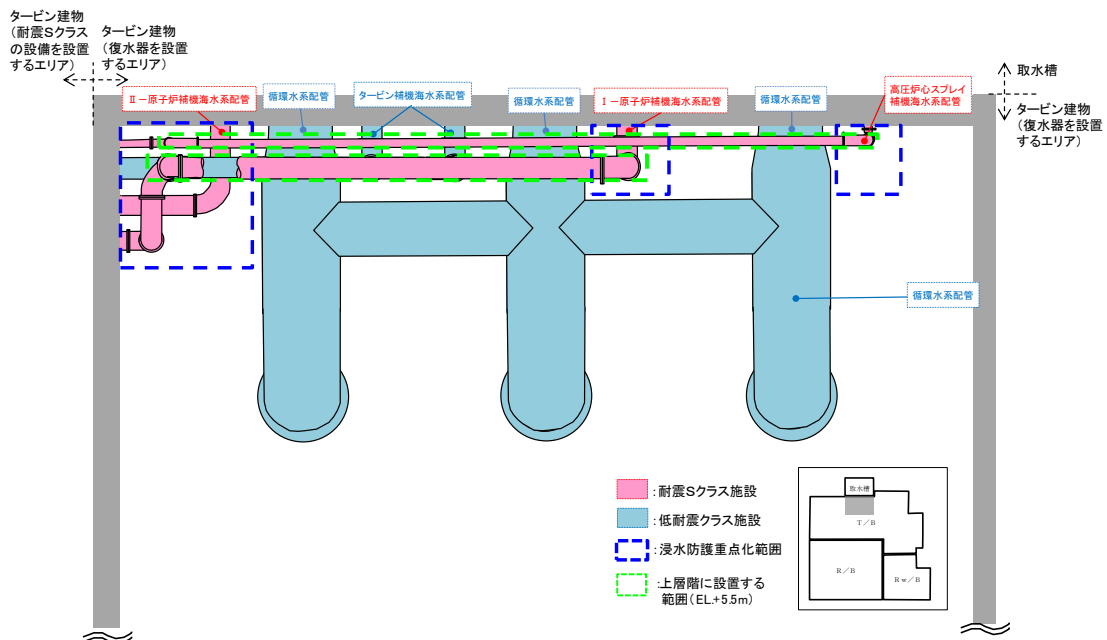 タービン建物
(耐震Sクラス
の設備を設置
するエリア)
タービン建物
(復水器を設置
するエリア)
Ⅱ－原子炉補機海水系配管
循環水系配管
タービン補機海水系配管
循環水系配管
Ⅰ－原子炉補機海水系配管
循環水系配管
高圧炉心スプレイ
補機海水系配管
取水槽
タービン建物
(復水器を設置
するエリア)
循環水系配管
:耐震Sクラス施設
:低耐震クラス施設
:浸水防護重点化範囲
:上層階に設置する
範囲(EL.+5.5m)
取水槽
T／B
R／B
Rw／B